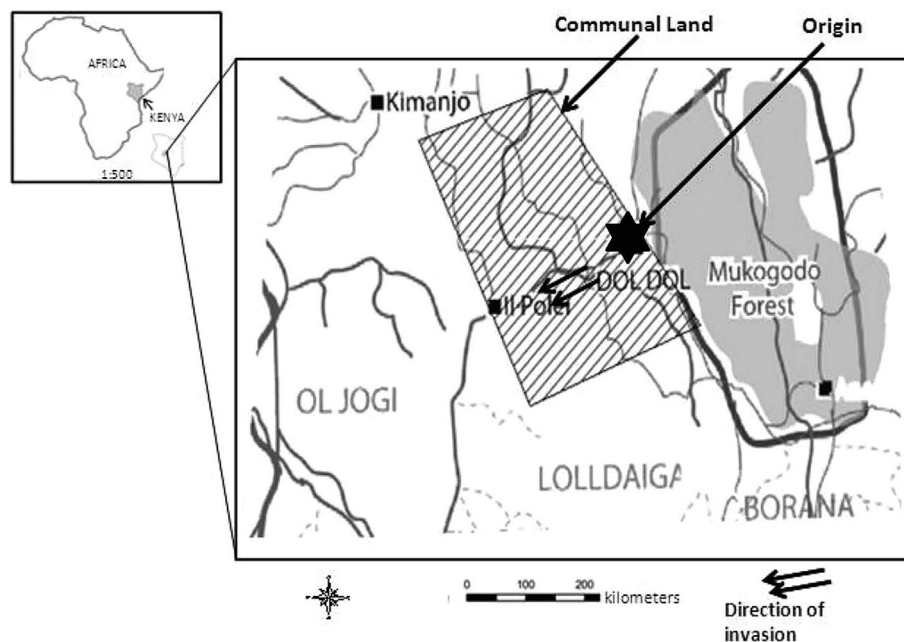 Communal Land
Origin
AFRICA
KENYA
1:500
Kimanjo
DOL DOL
Il Polei
Mukogodo
Forest
OL JOGI
LOLLDAIGA
BORANA
0 100 200
kilometers
Direction of
invasion